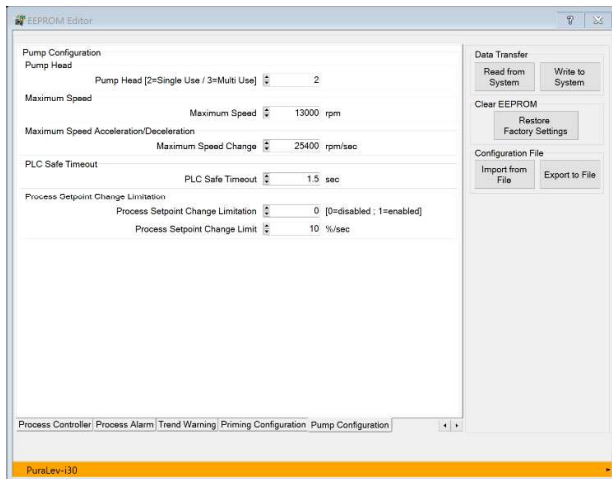 EEPROM Editor
Pump Configuration
Pump Head
Pump Head [2=Single Use / 3=Multi Use] 2
Maximum Speed
Maximum Speed 13000 rpm
Maximum Speed Acceleration/Deceleration
Maximum Speed Change 25400 rpm/sec
PLC Safe Timeout
PLC Safe Timeout 1.5 sec
Process Setpoint Change Limitation
Process Setpoint Change Limitation 0 [0=disabled ; 1=enabled]
Process Setpoint Change Limit 10 %/sec
Data Transfer
Read from System
Write to System
Clear EEPROM
Restore Factory Settings
Configuration File
Import from File
Export to File
Process Controller Process Alarm Trend Warning Priming Configuration Pump Configuration
PuraLev-i30